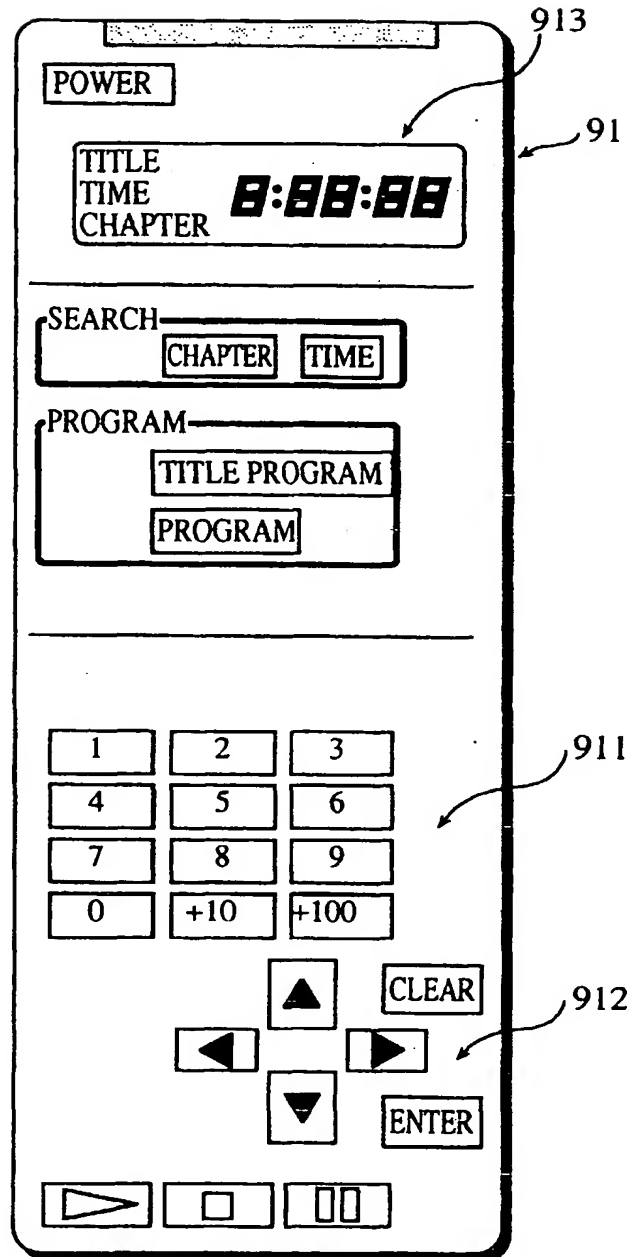 913
POWER
91
TITLE
TIME
CHAPTER
8:88:88
SEARCH
CHAPTER TIME
PROGRAM
TITLE PROGRAM
PROGRAM
1 2 3
911
4 5 6
7 8 9
0 +10 +100
CLEAR
912
ENTER